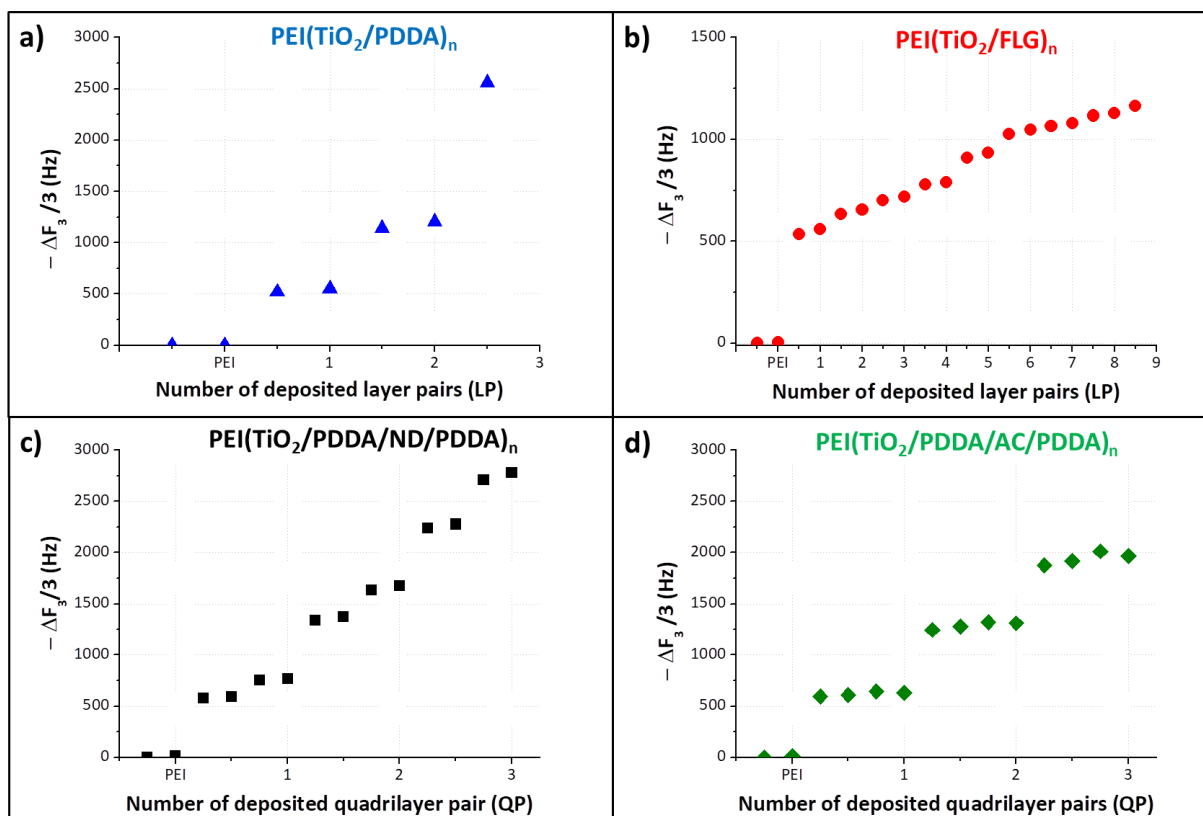 a)
PEI(TiO₂/PDDA)ₙ
3000
2500
2000
1500
1000
500
0
− ΔF₃/3 (Hz)
PEI
1
2
3
Number of deposited layer pairs (LP)
b)
PEI(TiO₂/FLG)ₙ
1500
1000
500
0
− ΔF₃/3 (Hz)
PEI
1
2
3
4
5
6
7
8
9
Number of deposited layer pairs (LP)
c)
PEI(TiO₂/PDDA/ND/PDDA)ₙ
3000
2500
2000
1500
1000
500
0
− ΔF₃/3 (Hz)
PEI
1
2
3
Number of deposited quadrilayer pair (QP)
d)
PEI(TiO₂/PDDA/AC/PDDA)ₙ
3000
2500
2000
1500
1000
500
0
− ΔF₃/3 (Hz)
PEI
1
2
3
Number of deposited quadrilayer pairs (QP)